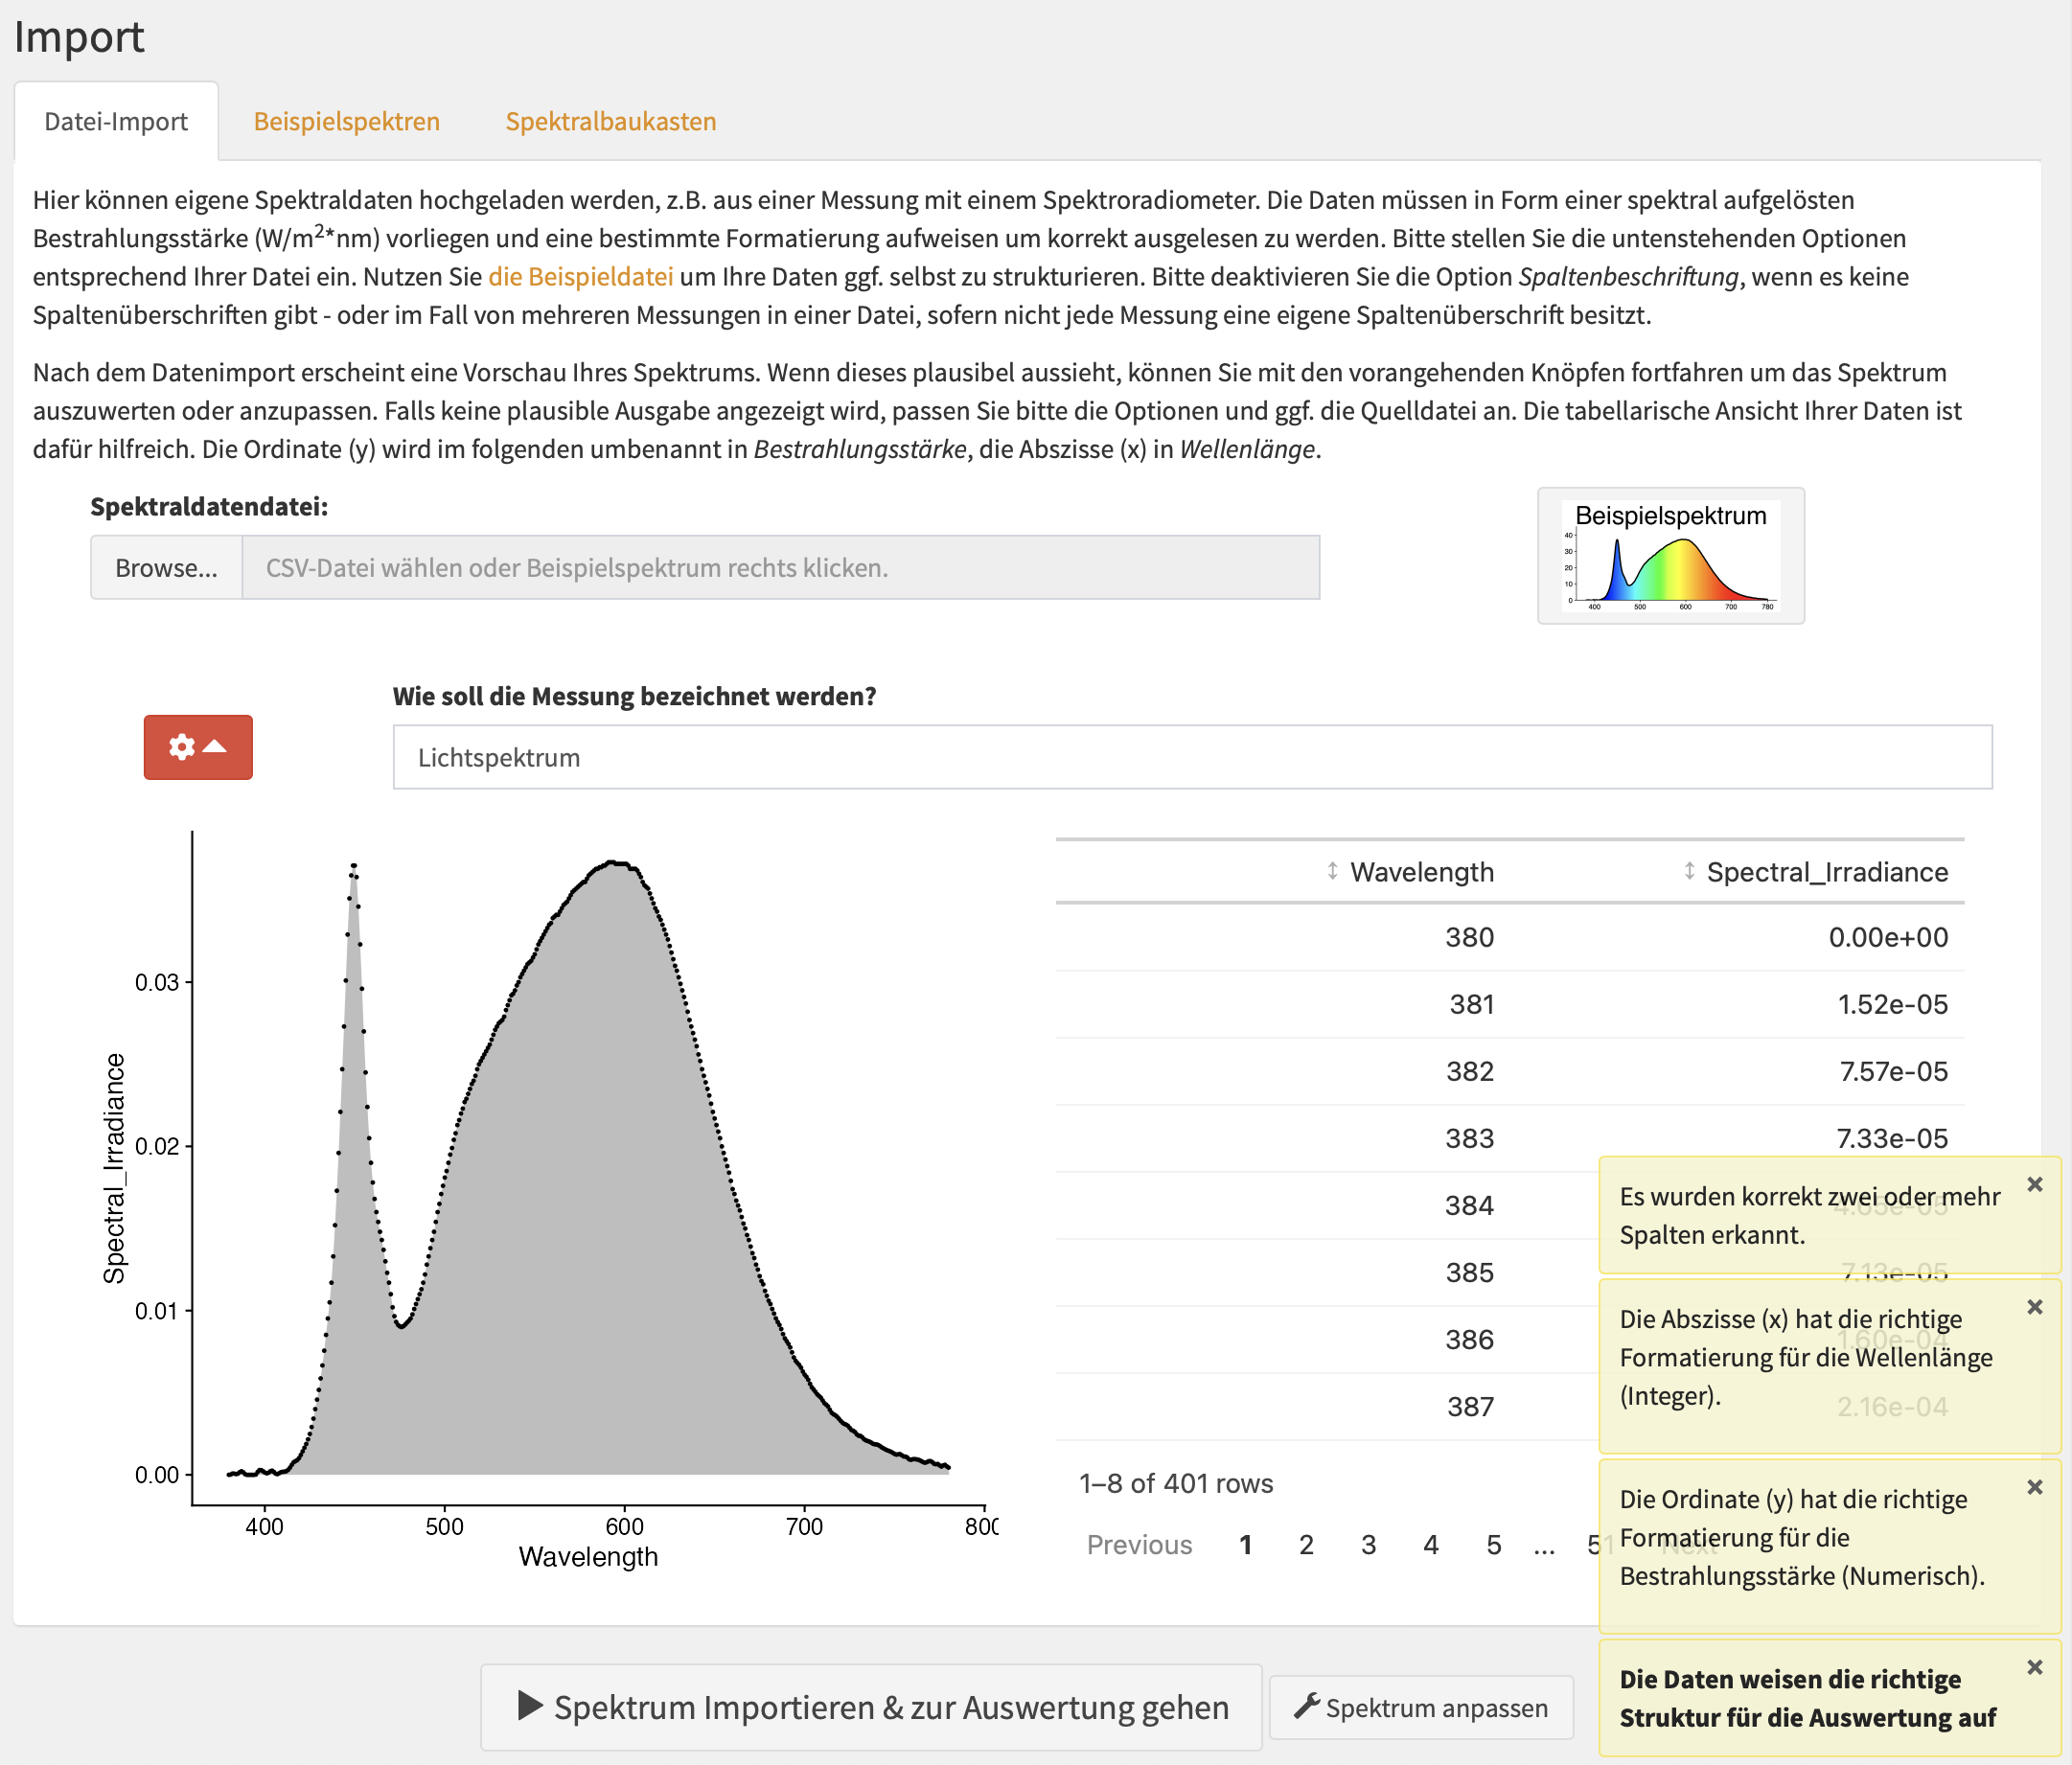 Import
Datei-Import
Beispielspektren
Spektralbaukasten
Hier können eigene Spektraldaten hochgeladen werden, z.B. aus einer Messung mit einem Spektroradiometer. Die Daten müssen in Form einer spektral aufgelösten
Bestrahlungsstärke (W/m²*nm) vorliegen und eine bestimmte Formatierung aufweisen um korrekt ausgelesen zu werden. Bitte stellen Sie die untenstehenden Optionen
entsprechend Ihrer Datei ein. Nutzen Sie die Beispieldatei um Ihre Daten ggf. selbst zu strukturieren. Bitte deaktivieren Sie die Option Spaltenbeschriftung, wenn es keine
Spaltenüberschriften gibt - oder im Fall von mehreren Messungen in einer Datei, sofern nicht jede Messung eine eigene Spaltenüberschrift besitzt.
Nach dem Datenimport erscheint eine Vorschau Ihres Spektrums. Wenn dieses plausibel aussieht, können Sie mit den vorangehenden Knöpfen fortfahren um das Spektrum
auszuwerten oder anzupassen. Falls keine plausible Ausgabe angezeigt wird, passen Sie bitte die Optionen und ggf. die Quelldatei an. Die tabellarische Ansicht Ihrer Daten ist
dafür hilfreich. Die Ordinate (y) wird im folgenden umbenannt in Bestrahlungsstärke, die Abszisse (x) in Wellenlänge.
Spektraldatendatei:
Browse...
CSV-Datei wählen oder Beispielspektrum rechts klicken.
Beispielspektrum
40
30
20
10
0
400 500 600 700 780
Wie soll die Messung bezeichnet werden?
Lichtspektrum
Spectral_Irradiance
0.03
0.02
0.01
0.00
400 500 600 700 800
Wavelength
Wavelength Spectral_Irradiance
380 0.00e+00
381 1.52e-05
382 7.57e-05
383 7.33e-05
384 4.65e-05
385 7.13e-05
386 1.60e-04
387 2.16e-04
1–8 of 401 rows
Previous 1 2 3 4 5 ... 51 Next
Es wurden korrekt zwei oder mehr
Spalten erkannt.
Die Abszisse (x) hat die richtige
Formatierung für die Wellenlänge
(Integer).
Die Ordinate (y) hat die richtige
Formatierung für die
Bestrahlungsstärke (Numerisch).
Die Daten weisen die richtige
Struktur für die Auswertung auf
Spektrum Importieren & zur Auswertung gehen
Spektrum anpassen